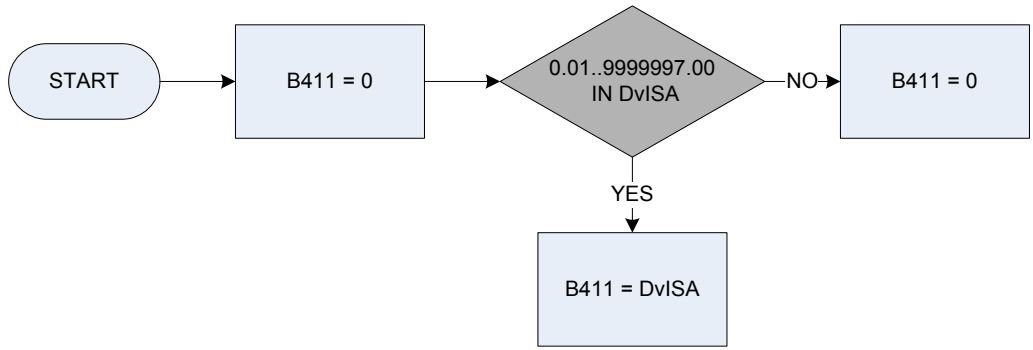 START
B411 = 0
0.01..9999997.00
IN DvISA
NO
B411 = 0
YES
B411 = DvISA